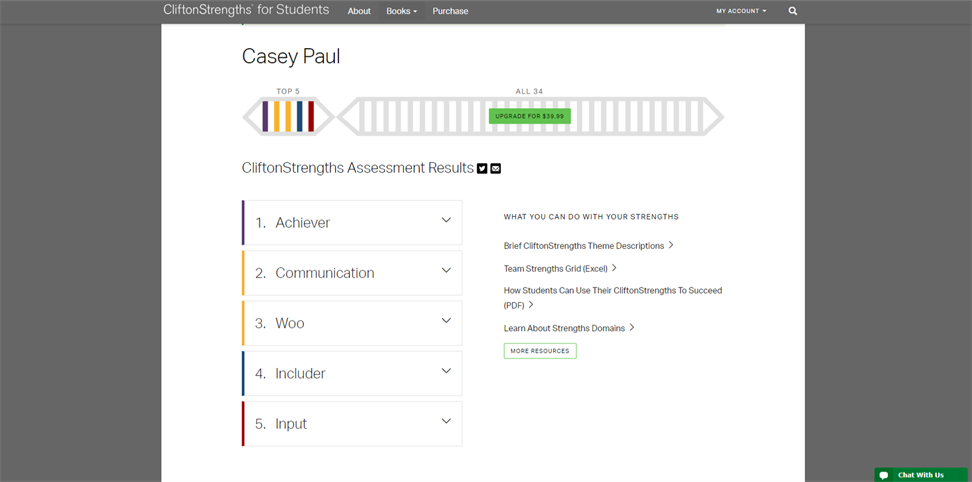 CliftonStrengths® for Students
About
Books
Purchase
MY ACCOUNT
Casey Paul
TOP 5
ALL 34
UPGRADE FOR $39.99
CliftonStrengths Assessment Results
1. Achiever
2. Communication
3. Woo
4. Includer
5. Input
WHAT YOU CAN DO WITH YOUR STRENGTHS
Brief CliftonStrengths Theme Descriptions
Team Strengths Grid (Excel)
How Students Can Use Their CliftonStrengths To Succeed
(PDF)
Learn About Strengths Domains
MORE RESOURCES
Chat With Us